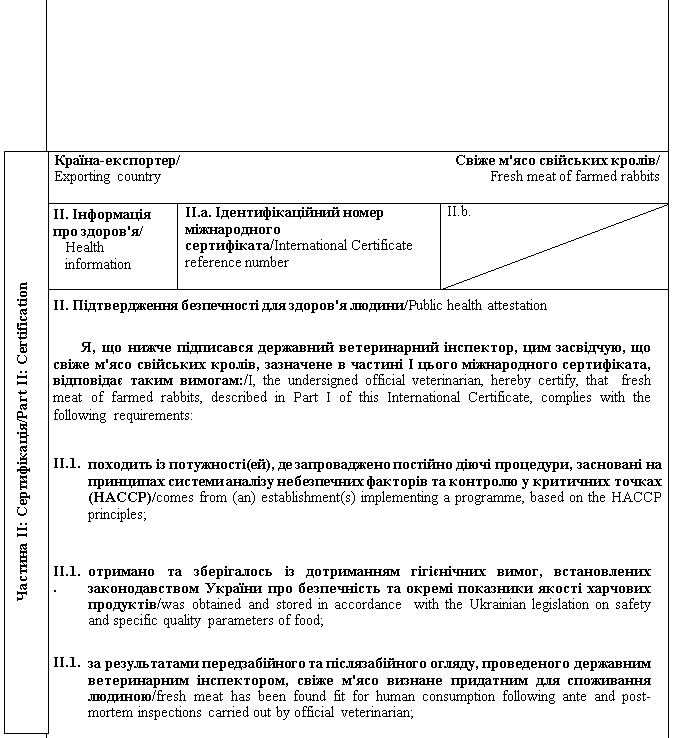 Країна-експортер/
Exporting country
Свіже м'ясо свійських кролів/
Fresh meat of farmed rabbits
II. Інформація
про здоров'я/
Health
information
II.a. Ідентифікаційний номер
міжнародного
сертифіката/International Certificate
reference number
II.b.
Частина II: Сертифікація/Part II: Certification
II. Підтвердження безпечності для здоров'я людини/Public health attestation
Я, що нижче підписався державний ветеринарний інспектор, цим засвідчую, що
свіже м'ясо свійських кролів, зазначене в частині I цього міжнародного сертифіката,
відповідає таким вимогам:/I, the undersigned official veterinarian, hereby certify, that fresh
meat of farmed rabbits, described in Part I of this International Certificate, complies with the
following requirements:
II.1. походить із потужності(ей), де запроваджено постійно діючі процедури, засновані на
принципах системи аналізу небезпечних факторів та контролю у критичних точках
(HACCP)/comes from (an) establishment(s) implementing a programme, based on the HACCP
principles;
II.1. отримано та зберігалось із дотриманням гігієнічних вимог, встановлених
. законодавством України про безпечність та окремі показники якості харчових
продуктів/was obtained and stored in accordance with the Ukrainian legislation on safety
and specific quality parameters of food;
II.1. за результатами передзабійного та післязабійного огляду, проведеного державним
ветеринарним інспектором, свіже м'ясо визнане придатним для споживання
людиною/fresh meat has been found fit for human consumption following ante and post-
mortem inspections carried out by official veterinarian;